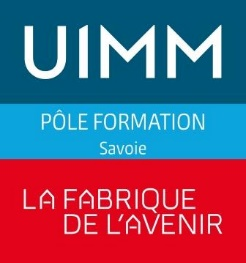 UIMM
PÔLE FORMATION
Savoie
LA FABRIQUE
DE L'AVENIR